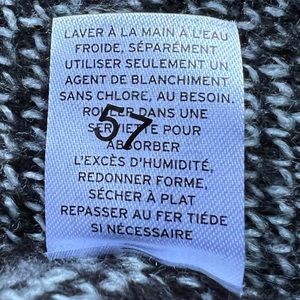 LAVER À LA MAIN À L'EAU
FROIDE, SÉPARÉMENT
UTILISER SEULEMENT UN
AGENT DE BLANCHIMENT
SANS CHLORE, AU BESOIN.
ROULER DANS UNE
SERVIETTE POUR
ABSORBER
L'EXCÈS D'HUMIDITÉ,
REDONNER FORME,
SÉCHER À PLAT
REPASSER AU FER TIÉDE
SI NÉCESSAIRE
57